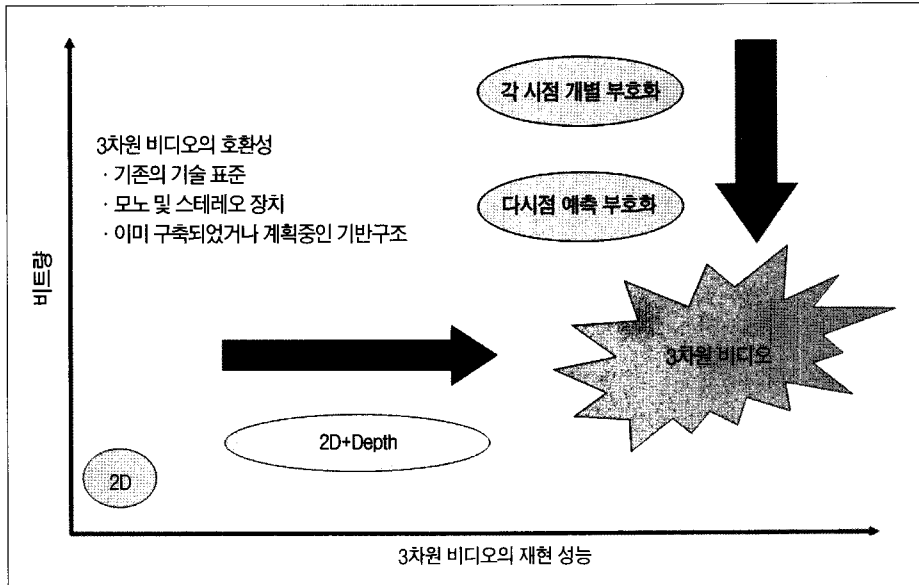 각 시점 개별 부호화
3차원 비디오의 호환성
· 기존의 기술 표준
· 모노 및 스테레오 장치
· 이미 구축되었거나 계획중인 기반구조
다시점 예측 부호화
비트량
3차원 비디오
2D+Depth
2D
3차원 비디오의 재현 성능